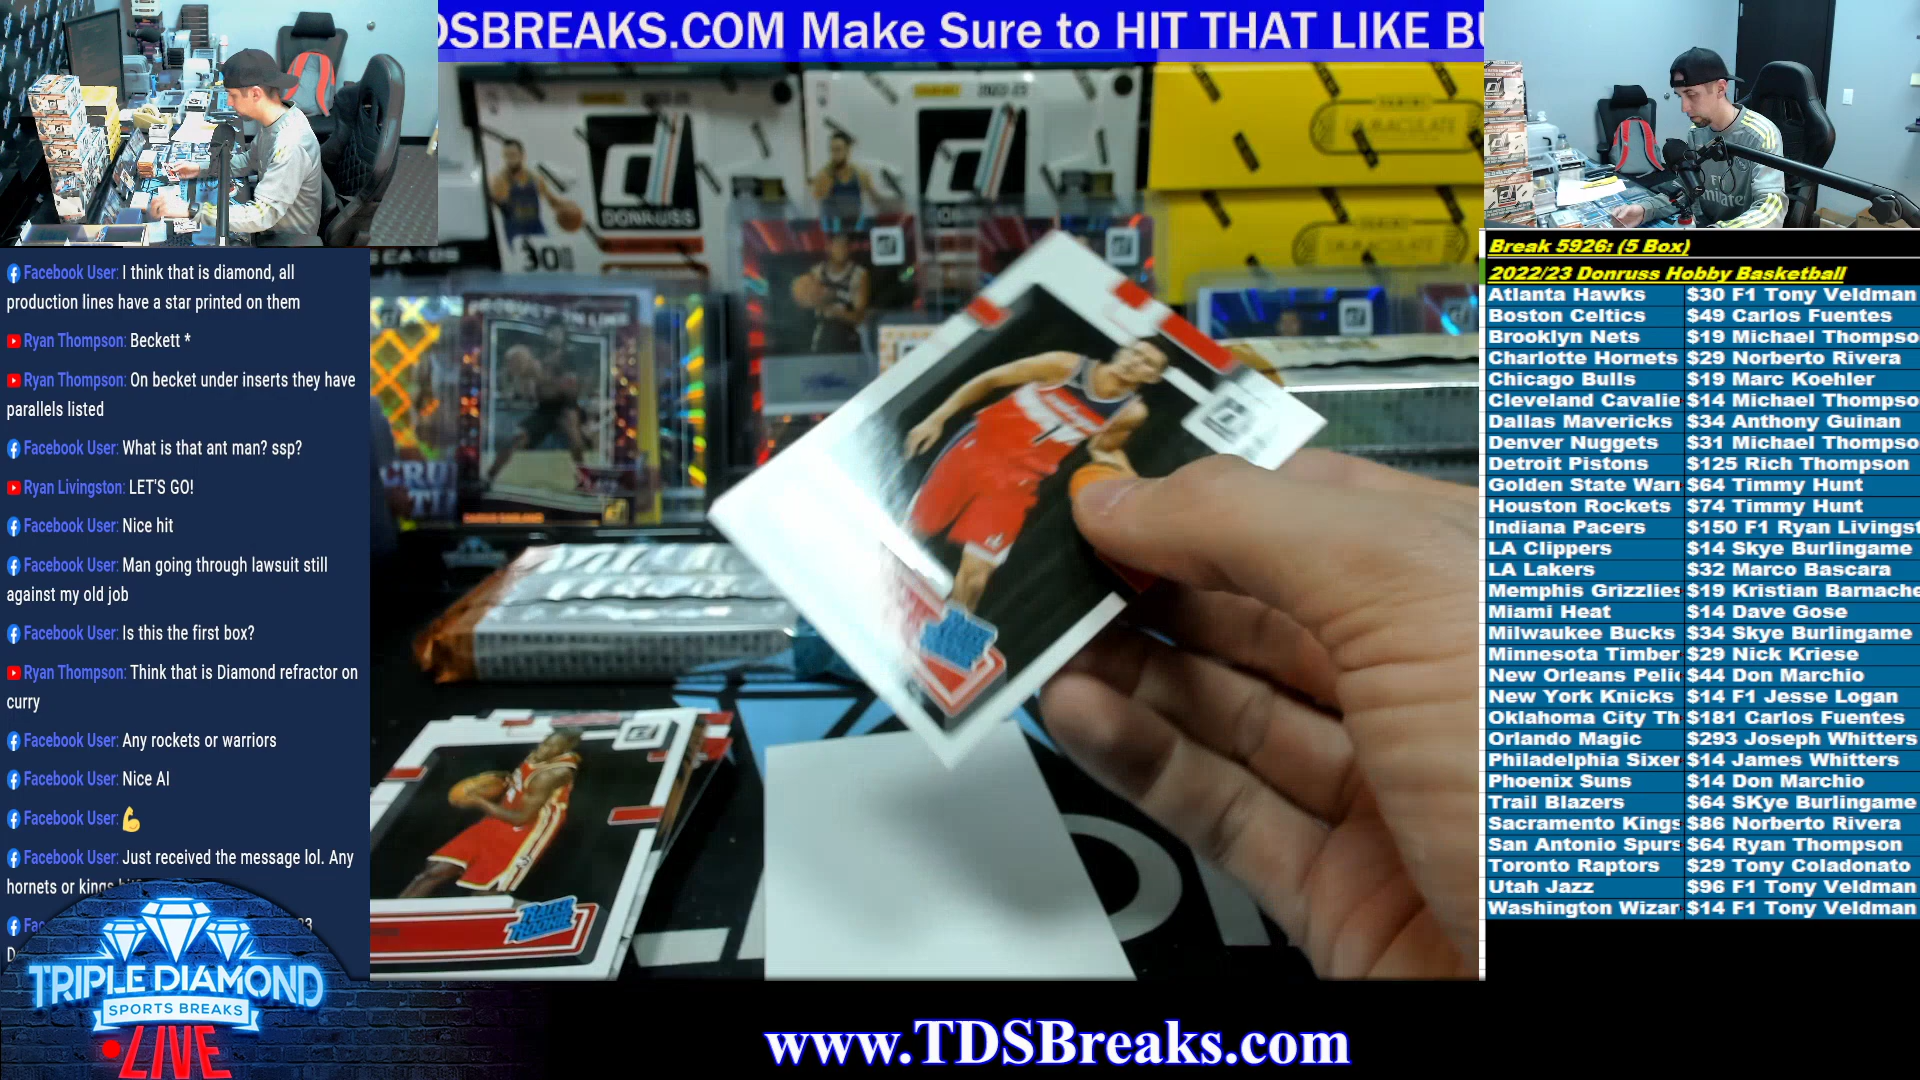 DSBREAKS.COM Make Sure to HIT THAT LIKE BU
Facebook User: I think that is diamond, all
production lines have a star printed on them
Ryan Thompson: Beckett *
Ryan Thompson: On becket under inserts they have
parallels listed
Facebook User: What is that ant man? ssp?
Ryan Livingston: LET'S GO!
Facebook User: Nice hit
Facebook User: Man going through lawsuit still
against my old job
Facebook User: Is this the first box?
Ryan Thompson: Think that is Diamond refractor on
curry
Facebook User: Any rockets or warriors
Facebook User: Nice AI
Facebook User: 💪
Facebook User: Just received the message lol. Any
hornets or kings
TRIPLE DIAMOND
SPORTS BREAKS
LIVE
DONRUSS
30
PANINI
IMMACULATE
PRODUCTION LINE
RATED
ROOKIE
www.TDSBreaks.com
Break 5926: (5 Box)
2022/23 Donruss Hobby Basketball
Atlanta Hawks $30 F1 Tony Veldman
Boston Celtics $49 Carlos Fuentes
Brooklyn Nets $19 Michael Thompso
Charlotte Hornets $29 Norberto Rivera
Chicago Bulls $19 Marc Koehler
Cleveland Cavalie $14 Michael Thompso
Dallas Mavericks $34 Anthony Guinan
Denver Nuggets $31 Michael Thompso
Detroit Pistons $125 Rich Thompson
Golden State Warr $64 Timmy Hunt
Houston Rockets $74 Timmy Hunt
Indiana Pacers $150 F1 Ryan Livingst
LA Clippers $14 Skye Burlingame
LA Lakers $32 Marco Bascara
Memphis Grizzlies $19 Kristian Barnache
Miami Heat $14 Dave Gose
Milwaukee Bucks $34 Skye Burlingame
Minnesota Timber $29 Nick Kriese
New Orleans Peli $44 Don Marchio
New York Knicks $14 F1 Jesse Logan
Oklahoma City Th $181 Carlos Fuentes
Orlando Magic $293 Joseph Whitters
Philadelphia Sixer $14 James Whitters
Phoenix Suns $14 Don Marchio
Trail Blazers $64 SKye Burlingame
Sacramento Kings $86 Norberto Rivera
San Antonio Spurs $64 Ryan Thompson
Toronto Raptors $29 Tony Coladonato
Utah Jazz $96 F1 Tony Veldman
Washington Wizar $14 F1 Tony Veldman